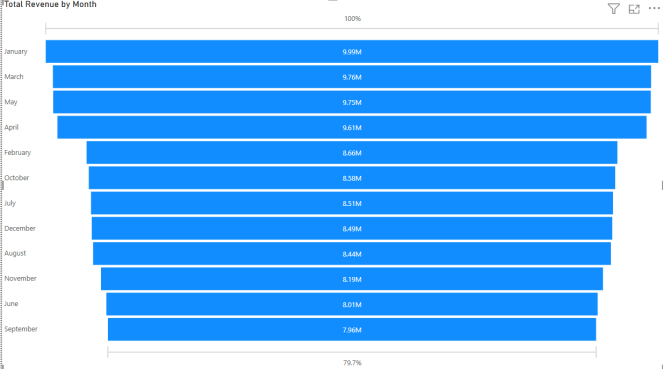 Total Revenue by Month
100%
January 9.99M
March 9.76M
May 9.75M
April 9.61M
February 8.66M
October 8.58M
July 8.51M
December 8.49M
August 8.44M
November 8.19M
June 8.01M
September 7.96M
79.7%